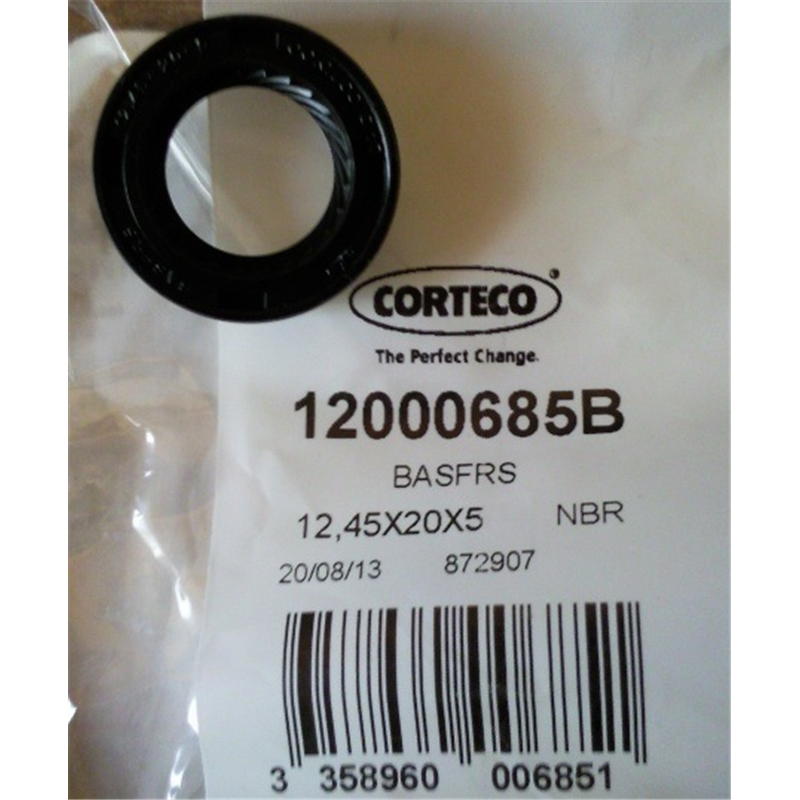 CORTECO®
The Perfect Change.
12000685B
BASFRS
12,45X20X5 NBR
20/08/13 872907
3 358960 006851